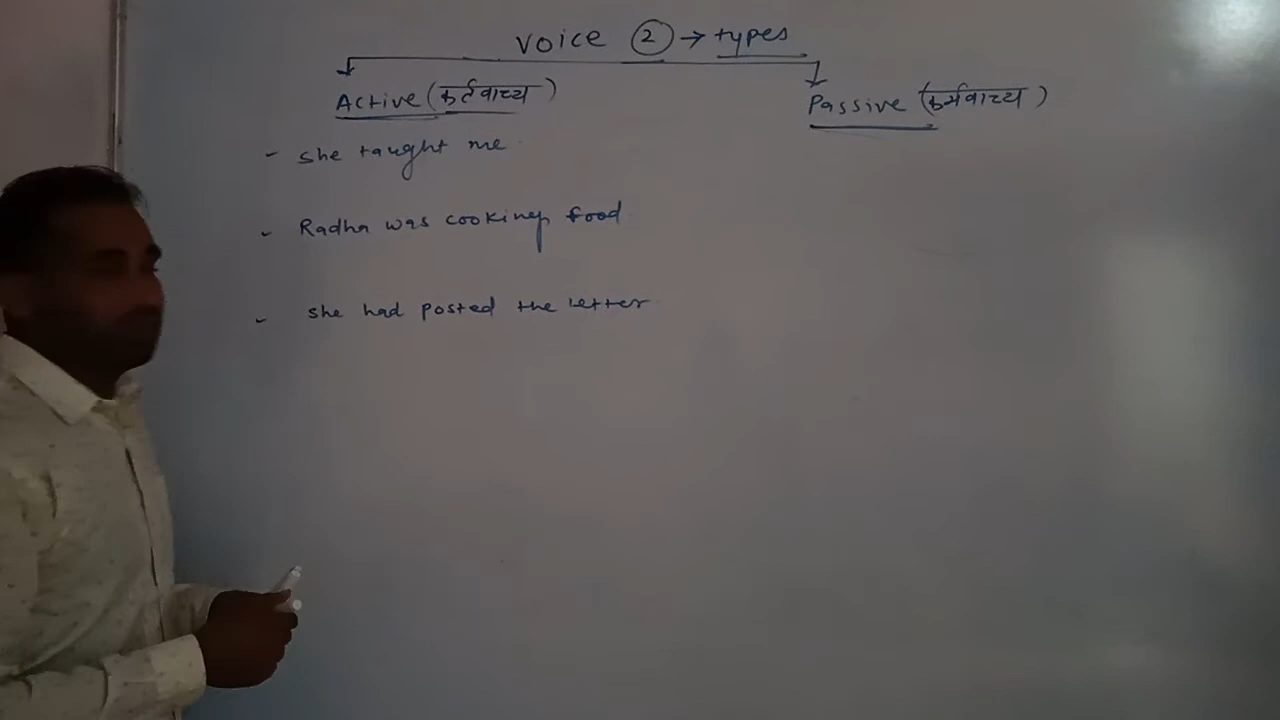 Voice ② → types
Active (कर्तवाच्य) Passive (कर्मवाच्य)
- She taught me.
- Radha was cooking food
- She had posted the letter